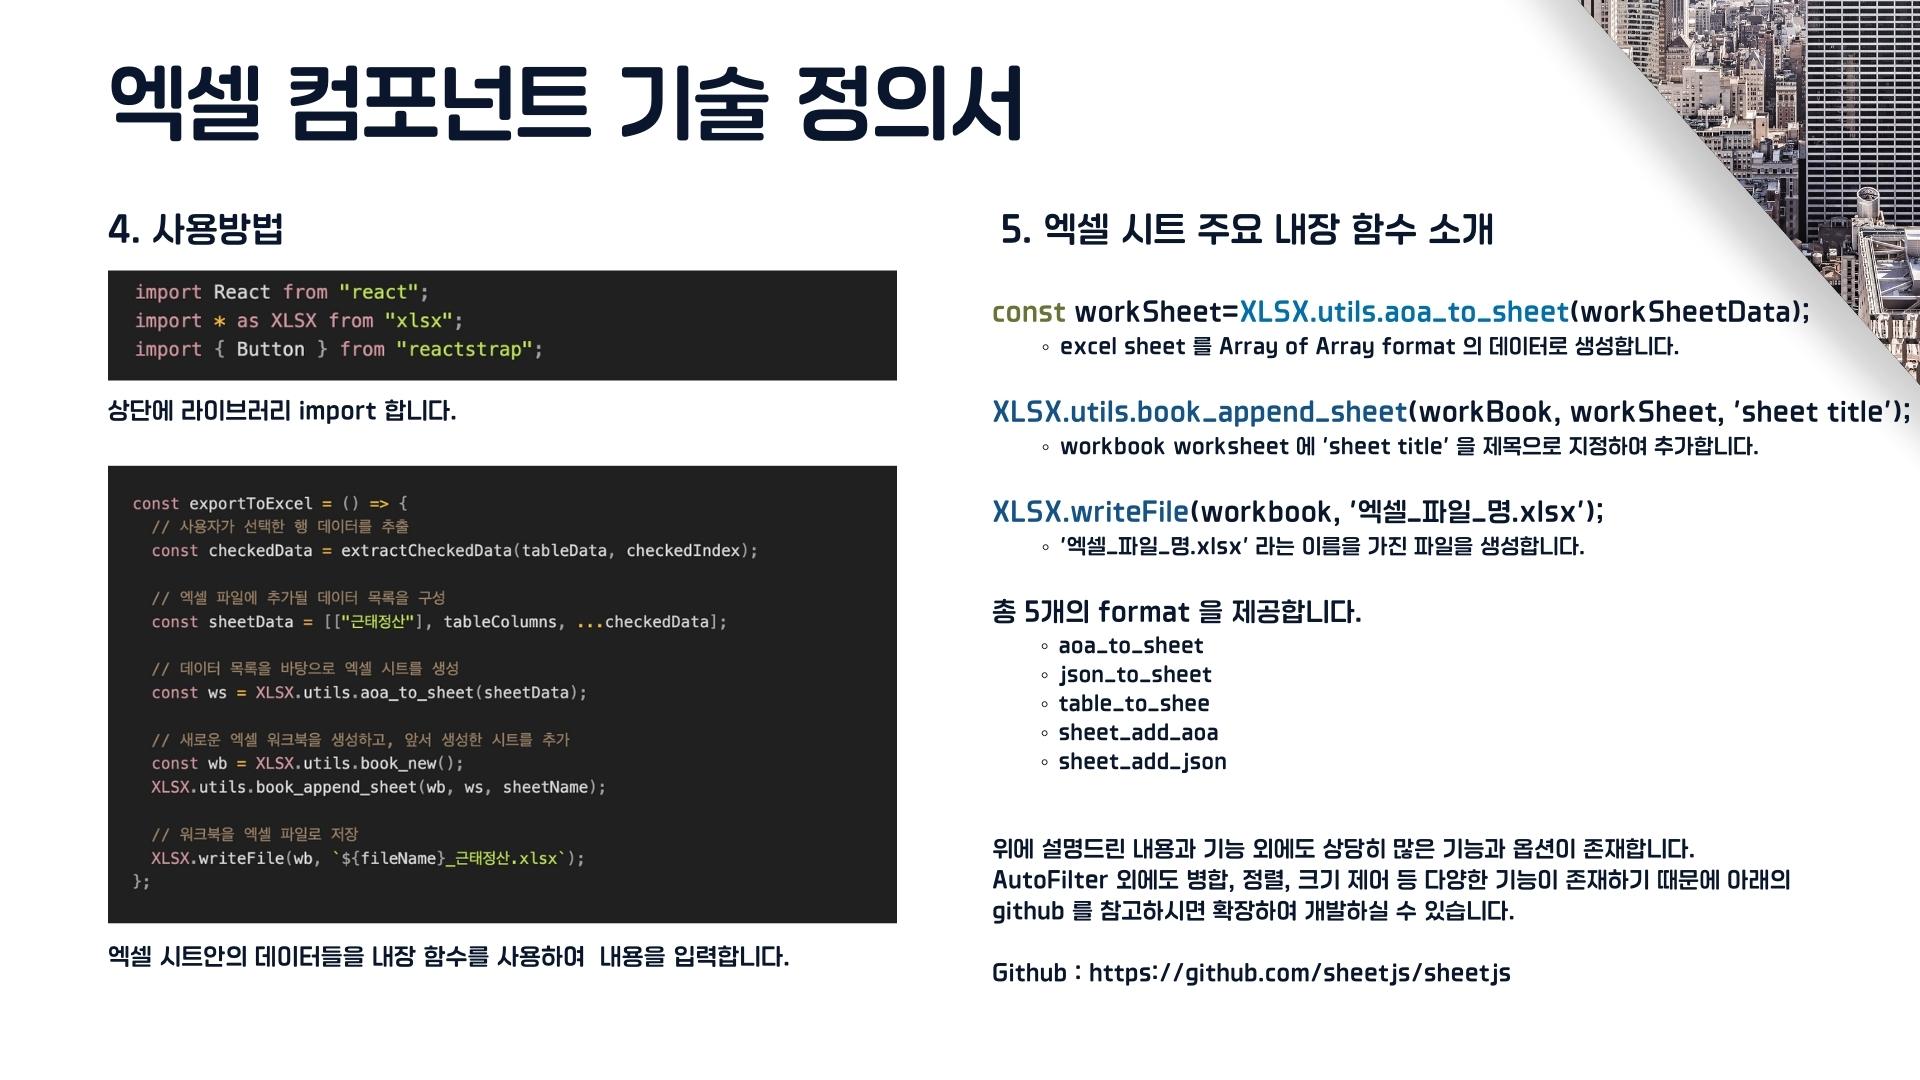 엑셀 컴포넌트 기술 정의서
4. 사용방법
import React from "react";
import * as XLSX from "xlsx";
import { Button } from "reactstrap";
상단에 라이브러리 import 합니다.
const exportToExcel = () => {
// 사용자가 선택한 행 데이터를 추출
const checkedData = extractCheckedData(tableData, checkedIndex);
// 엑셀 파일에 추가될 데이터 목록을 구성
const sheetData = [["근태정산"], tableColumns, ...checkedData];
// 데이터 목록을 바탕으로 엑셀 시트를 생성
const ws = XLSX.utils.aoa_to_sheet(sheetData);
// 새로운 엑셀 워크북을 생성하고, 앞서 생성한 시트를 추가
const wb = XLSX.utils.book_new();
XLSX.utils.book_append_sheet(wb, ws, sheetName);
// 워크북을 엑셀 파일로 저장
XLSX.writeFile(wb, `${fileName}_근태정산.xlsx`);
};
엑셀 시트안의 데이터들을 내장 함수를 사용하여  내용을 입력합니다.
5. 엑셀 시트 주요 내장 함수 소개
const workSheet=XLSX.utils.aoa_to_sheet(workSheetData);
◦ excel sheet 를 Array of Array format 의 데이터로 생성합니다.
XLSX.utils.book_append_sheet(workBook, workSheet, 'sheet title');
◦ workbook worksheet 에 'sheet title' 을 제목으로 지정하여 추가합니다.
XLSX.writeFile(workbook, '엑셀_파일_명.xlsx');
◦ '엑셀_파일_명.xlsx' 라는 이름을 가진 파일을 생성합니다.
총 5개의 format 을 제공합니다.
◦ aoa_to_sheet
◦ json_to_sheet
◦ table_to_shee
◦ sheet_add_aoa
◦ sheet_add_json
위에 설명드린 내용과 기능 외에도 상당히 많은 기능과 옵션이 존재합니다.
AutoFilter 외에도 병합, 정렬, 크기 제어 등 다양한 기능이 존재하기 때문에 아래의
github 를 참고하시면 확장하여 개발하실 수 있습니다.
Github : https://github.com/sheetjs/sheetjs